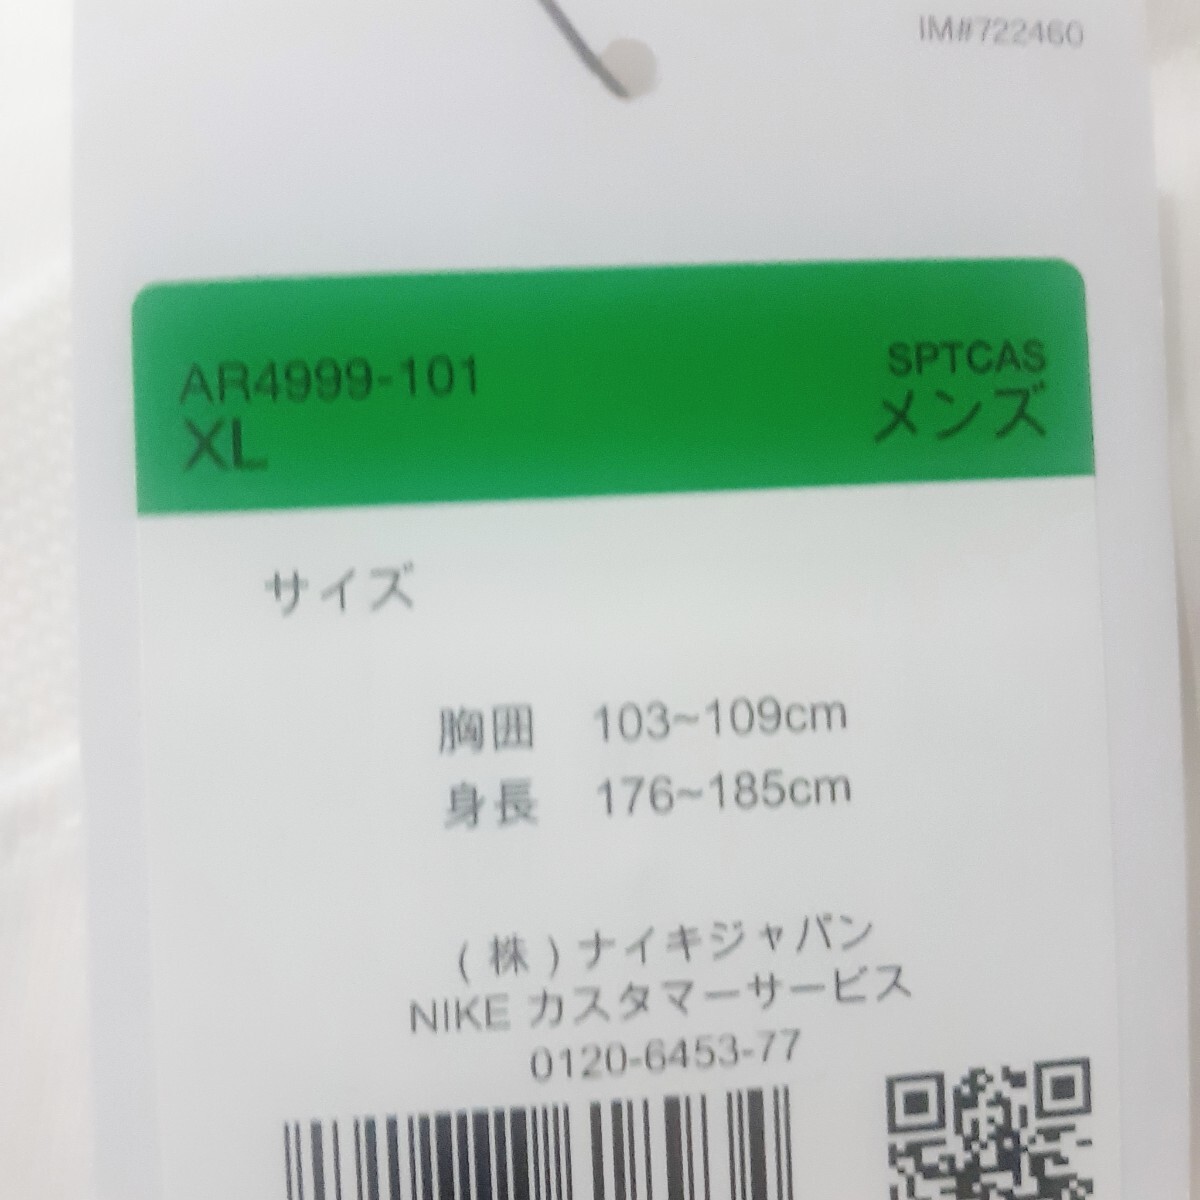 IM#722460
AR4999-101
SPTCAS
XL
メンズ
サイズ
胸囲 103~109cm
身長 176~185cm
(株)ナイキジャパン
NIKE カスタマーサービス
0120-6453-77